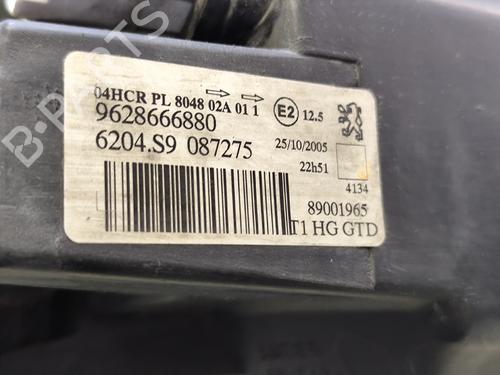 04HCR PL 8048 02A 01 1
E2 12.5
9628666880
6204.S9 087275
25/10/2005
22h51
4134
89001965
T1 HG GTD
B-PARTS